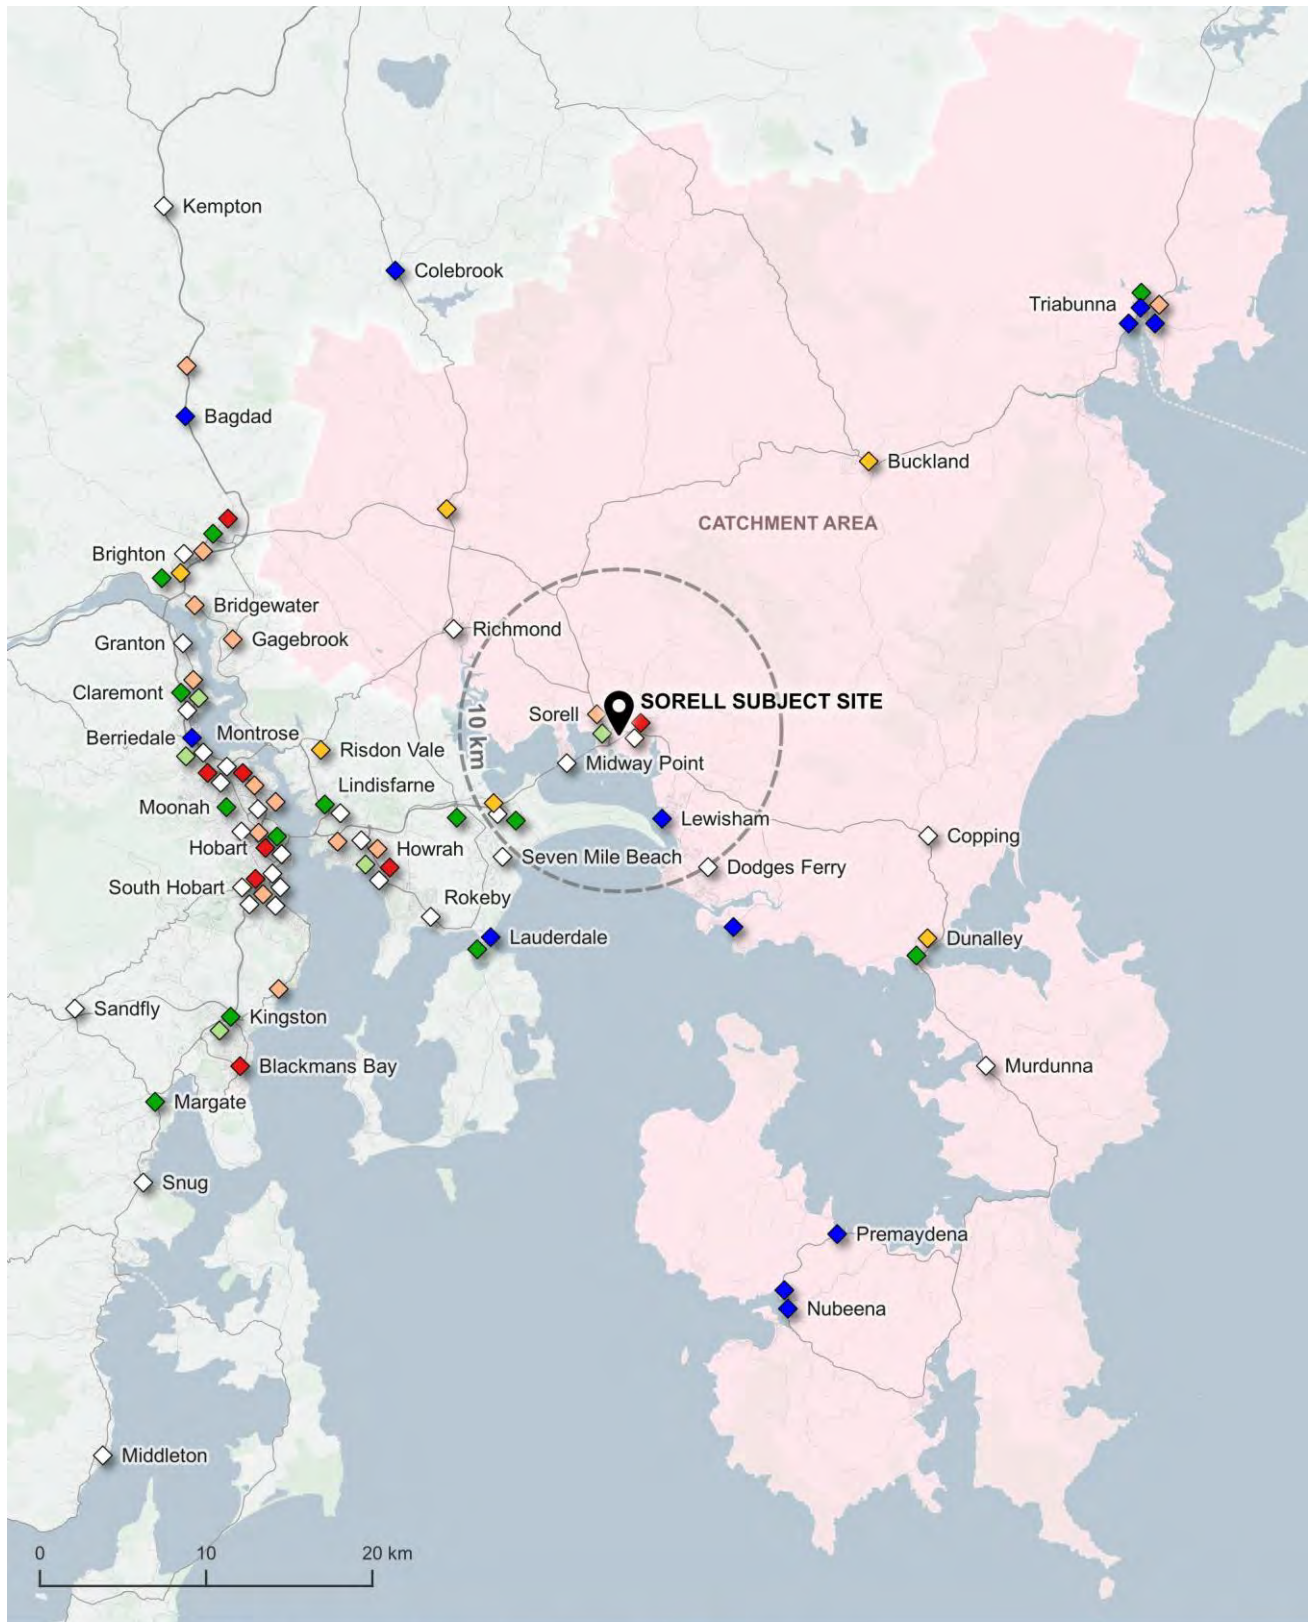 Kempton
Colebrook
Triabunna
Bagdad
Buckland
CATCHMENT AREA
Brighton
Bridgewater
Richmond
Granton
Gagebrook
Claremont
SORELL SUBJECT SITE
Sorell
10 km
Berriedale
Montrose
Risdon Vale
Midway Point
Lindisfarne
Moonah
Lewisham
Copping
Hobart
Howrah
Seven Mile Beach
Dodges Ferry
South Hobart
Rokeby
Lauderdale
Dunalley
Sandfly
Kingston
Blackmans Bay
Murdunna
Margate
Snug
Premaydena
Nubeena
Middleton
0 10 20 km